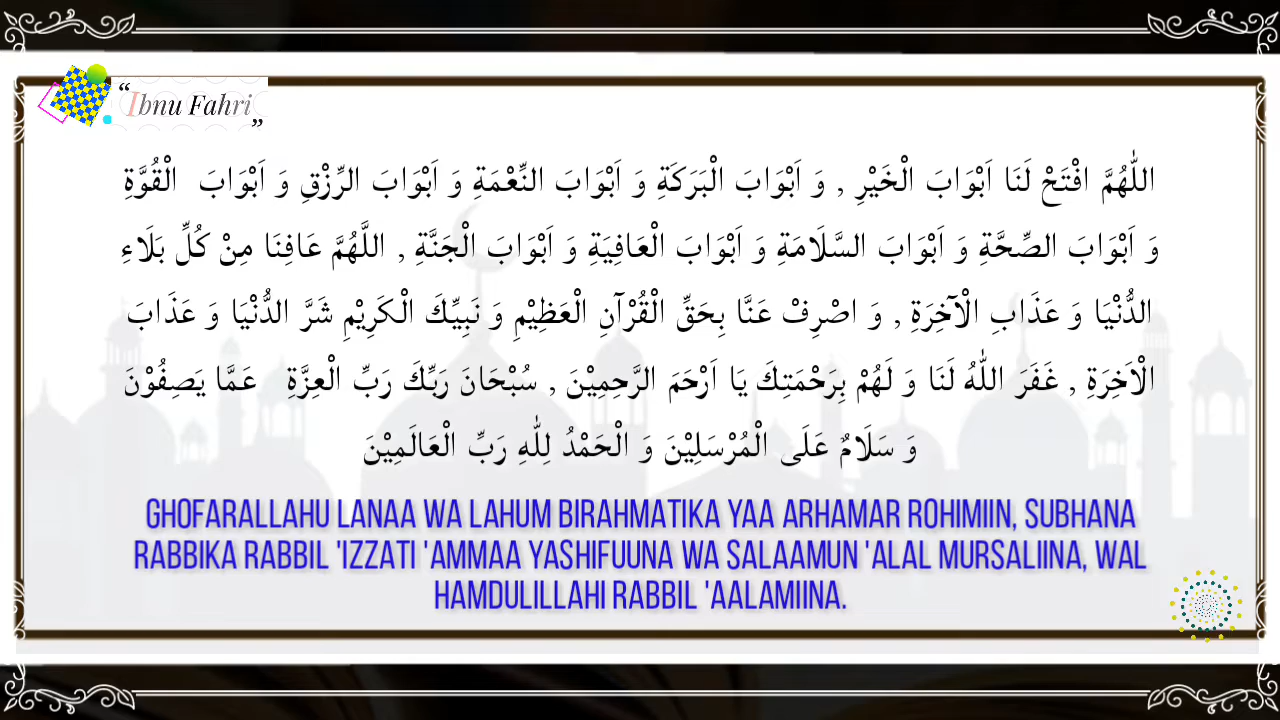 “Ibnu Fahri„
اللّٰهُمَّ افْتَحْ لَنَا اَبْوَابَ الْخَيْرِ , وَ اَبْوَابَ الْبَرَكَةِ وَ اَبْوَابَ النِّعْمَةِ وَ اَبْوَابَ الرِّزْقِ وَ اَبْوَابَ الْقُوَّةِ
وَ اَبْوَابَ الصِّحَّةِ وَ اَبْوَابَ السَّلَامَةِ وَ اَبْوَابَ الْعَافِيَةِ وَ اَبْوَابَ الْجَنَّةِ , اللَّهُمَّ عَافِنَا مِنْ كُلِّ بَلَاءِ
الدُّنْيَا وَ عَذَابِ الْآخِرَةِ , وَ اصْرِفْ عَنَّا بِحَقِّ الْقُرْآنِ الْعَظِيْمِ وَ نَبِيِّكَ الْكَرِيْمِ شَرَّ الدُّنْيَا وَ عَذَابَ
الْاَخِرَةِ , غَفَرَ اللّٰهُ لَنَا وَ لَهُمْ بِرَحْمَتِكَ يَا اَرْحَمَ الرَّحِمِيْنَ , سُبْحَانَ رَبِّكَ رَبِّ الْعِزَّةِ عَمَّا يَصِفُوْنَ
وَ سَلَامٌ عَلَى الْمُرْسَلِيْنَ وَ الْحَمْدُ لِلّٰهِ رَبِّ الْعَالَمِيْنَ
GHOFARALLAHU LANAA WA LAHUM BIRAHMATIKA YAA ARHAMAR ROHIMIIN, SUBHANA
RABBIKA RABBIL 'IZZATI 'AMMAA YASHIFUUNA WA SALAAMUN 'ALAL MURSALIINA, WAL
HAMDULILLAHI RABBIL 'AALAMIINA.